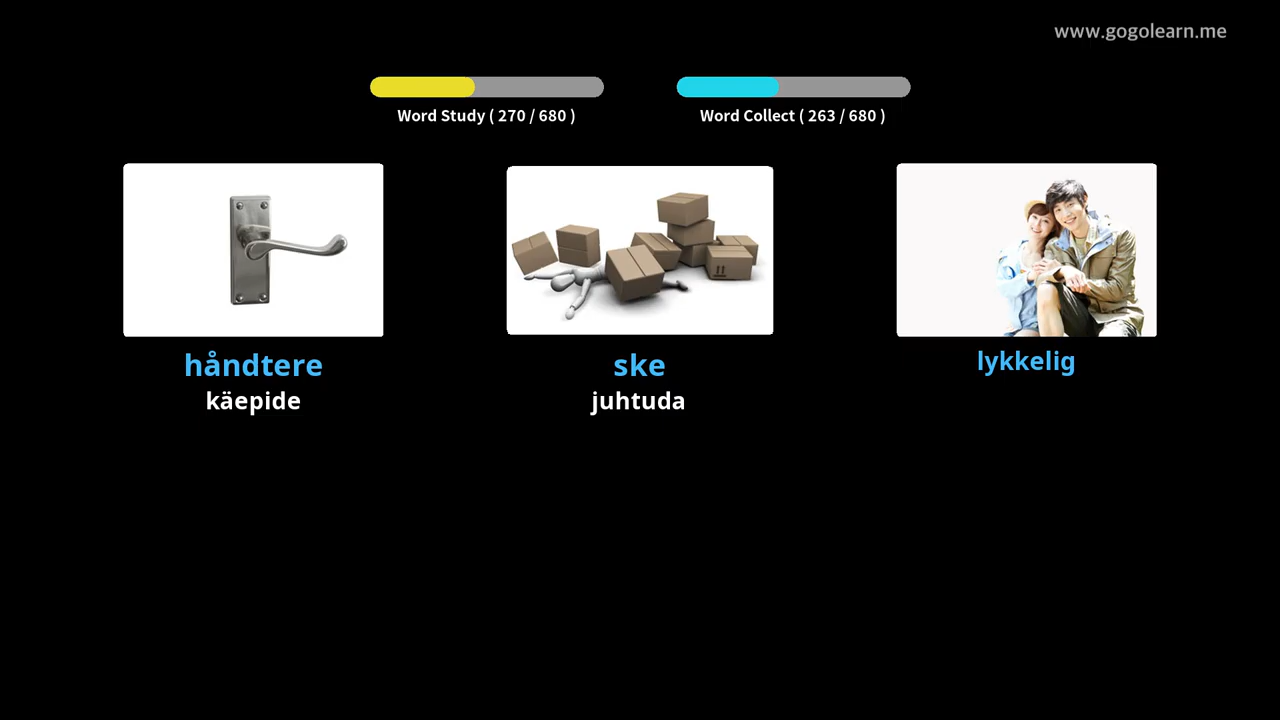 www.gogolearn.me
Word Study ( 270 / 680 )
Word Collect ( 263 / 680 )
håndtere
käepide
ske
juhtuda
lykkelig